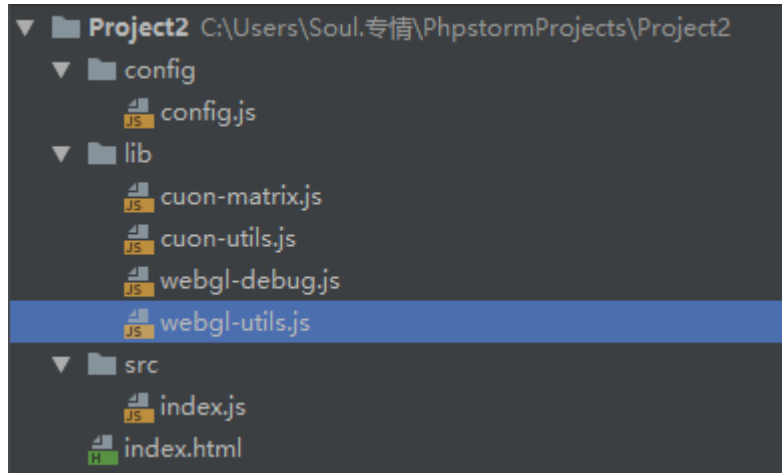 Project2 C:\Users\Soul.专情\PhpstormProjects\Project2
config
config.js
lib
cuon-matrix.js
cuon-utils.js
webgl-debug.js
webgl-utils.js
src
index.js
index.html